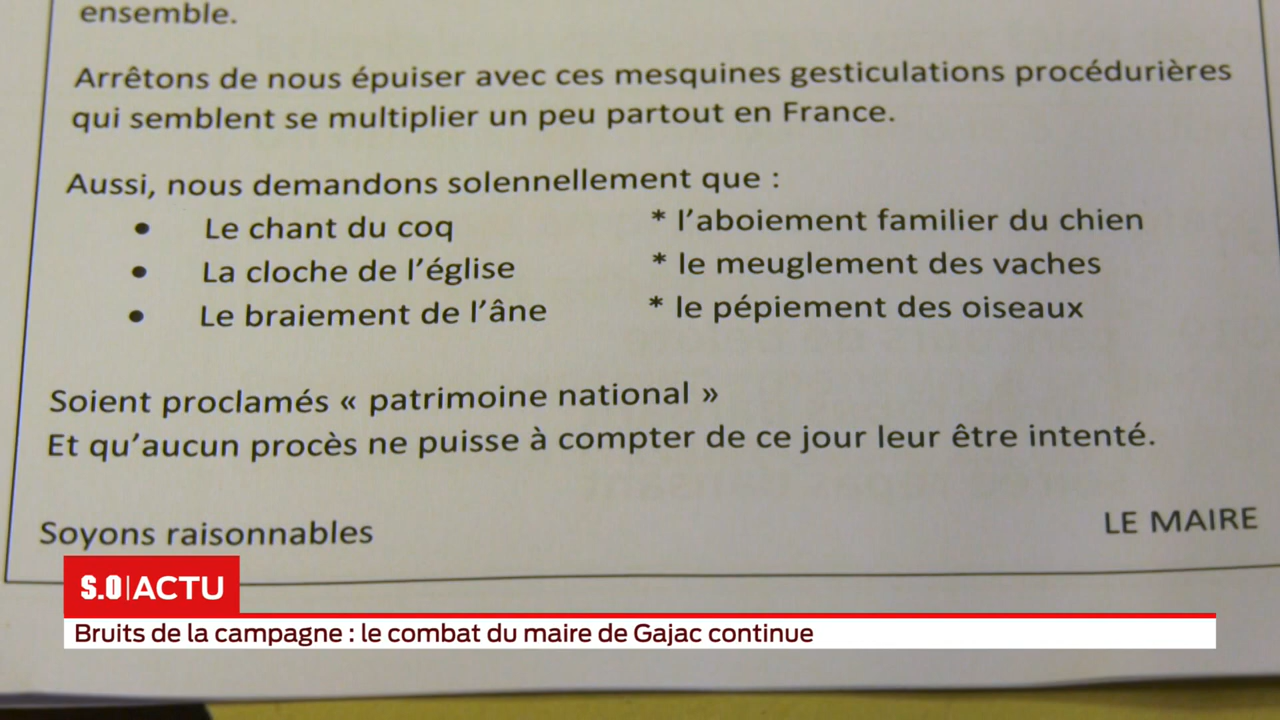 ensemble.
Arrêtons de nous épuiser avec ces mesquines gesticulations procédurières
qui semblent se multiplier un peu partout en France.
Aussi, nous demandons solennellement que :
• Le chant du coq * l'aboiement familier du chien
• La cloche de l'église * le meuglement des vaches
• Le braiement de l'âne * le pépiement des oiseaux
Soient proclamés « patrimoine national »
Et qu'aucun procès ne puisse à compter de ce jour leur être intenté.
Soyons raisonnables LE MAIRE
S.O|ACTU
Bruits de la campagne : le combat du maire de Gajac continue